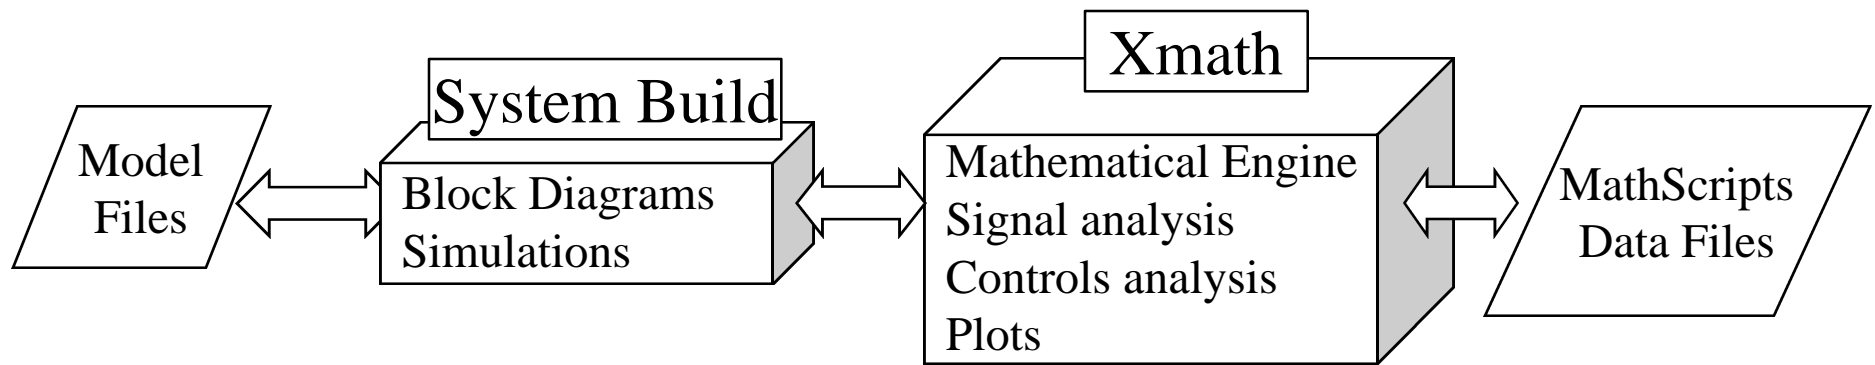 Model
Files
System Build
Block Diagrams
Simulations
Xmath
Mathematical Engine
Signal analysis
Controls analysis
Plots
MathScripts
Data Files